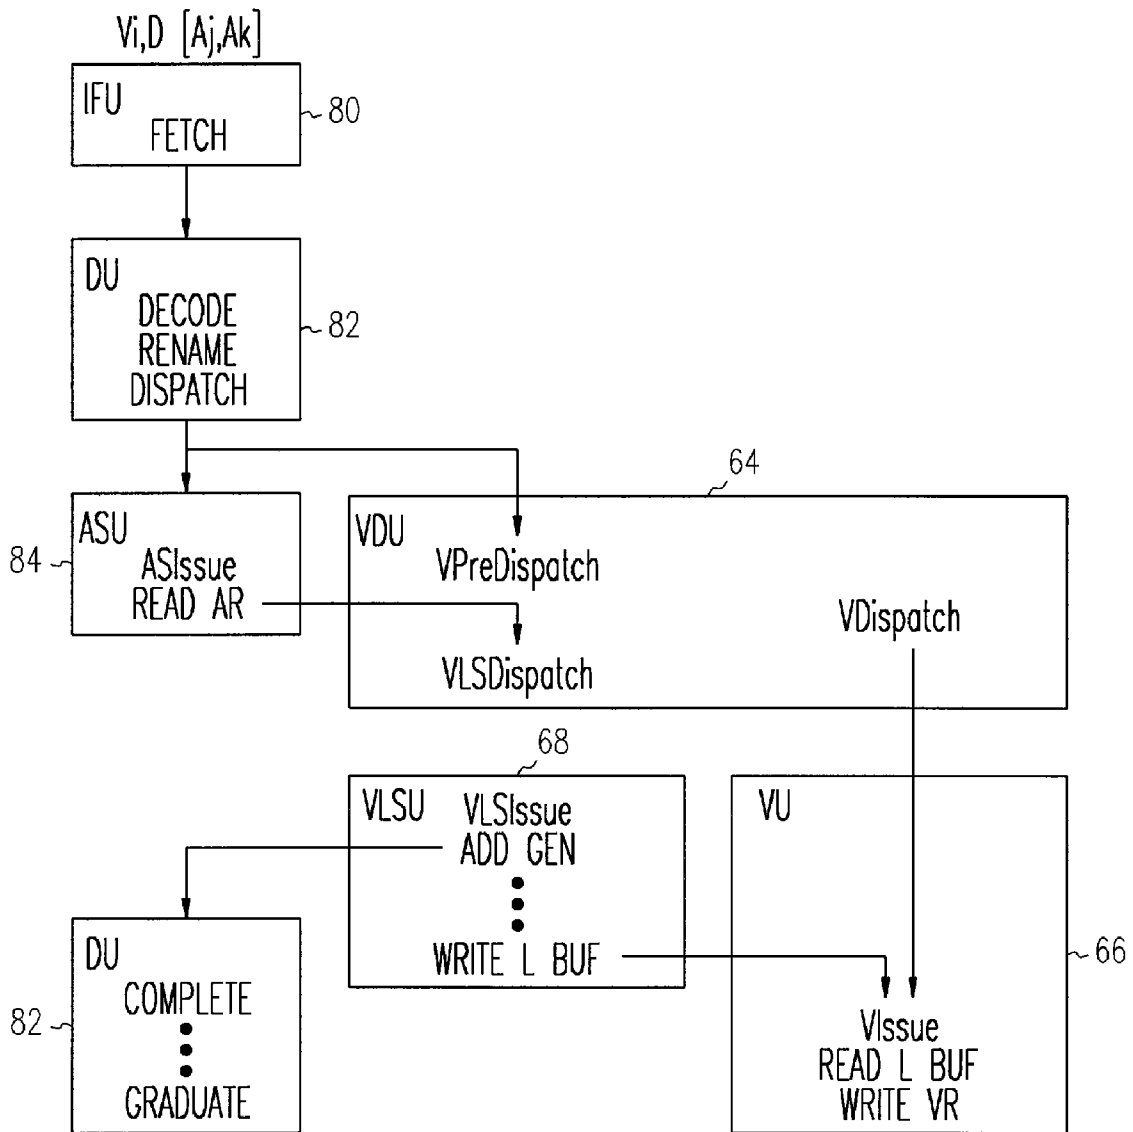 Vi,D [Aj,Ak]
IFU
FETCH
80
DU
DECODE
RENAME
DISPATCH
82
64
ASU
ASIssue
READ AR
84
VDU
VPreDispatch
VDispatch
VLSDispatch
68
VLSU
VLSIssue
ADD GEN
WRITE L BUF
VU
66
VIssue
READ L BUF
WRITE VR
DU
COMPLETE
GRADUATE
82